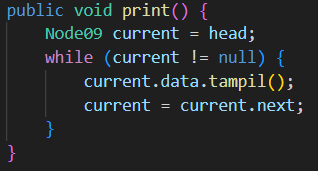 public void print() {
    Node09 current = head;
    while (current != null) {
        current.data.tampil();
        current = current.next;
    }
}